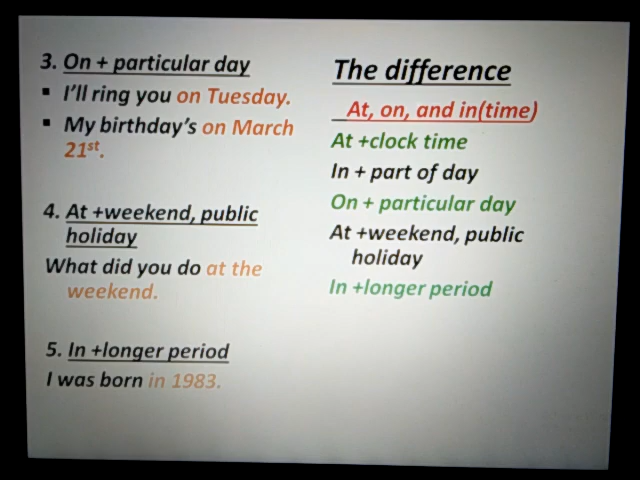 3. On + particular day
▪ I'll ring you on Tuesday.
▪ My birthday's on March
21st.
4. At +weekend, public
holiday
What did you do at the
weekend.
5. In +longer period
I was born in 1983.
The difference
At, on, and in(time)
At +clock time
In + part of day
On + particular day
At +weekend, public
holiday
In +longer period